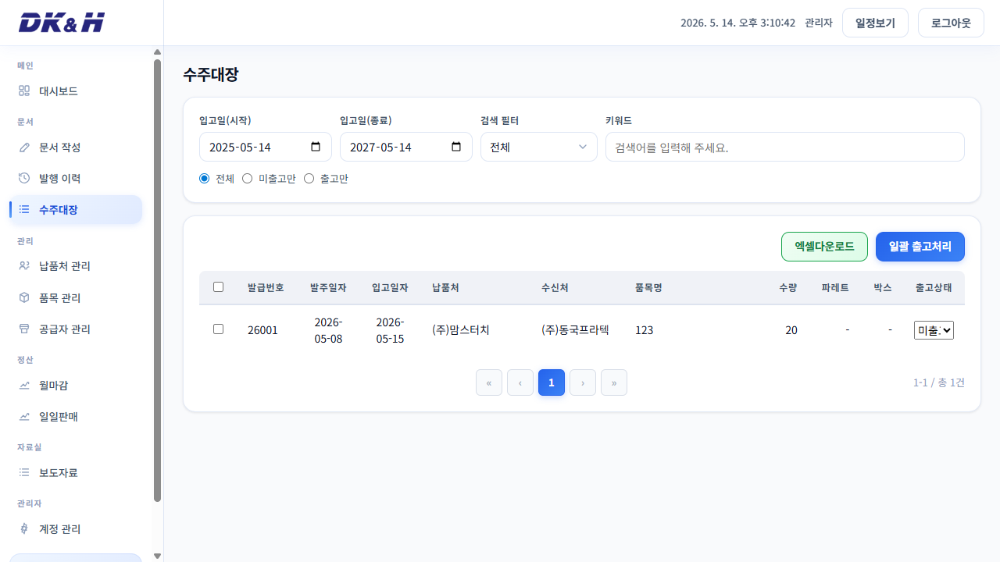 DK&H
2026. 5. 14. 오후 3:10:42 관리자 일정보기 로그아웃
메인
대시보드
문서
문서 작성
발행 이력
수주대장
관리
납품처 관리
품목 관리
공급자 관리
정산
월마감
일일판매
자료실
보도자료
관리자
계정 관리
수주대장
입고일(시작) 입고일(종료) 검색 필터 키워드
2025-05-14 2027-05-14 전체 검색어를 입력해 주세요.
전체 미출고만 출고만
엑셀다운로드 일괄 출고처리
발급번호 발주일자 입고일자 납품처 수신처 품목명 수량 파레트 박스 출고상태
26001 2026-05-08 2026-05-15 (주)맘스터치 (주)동국프라텍 123 20 - - 미출
« ‹ 1 › » 1-1 / 총 1건